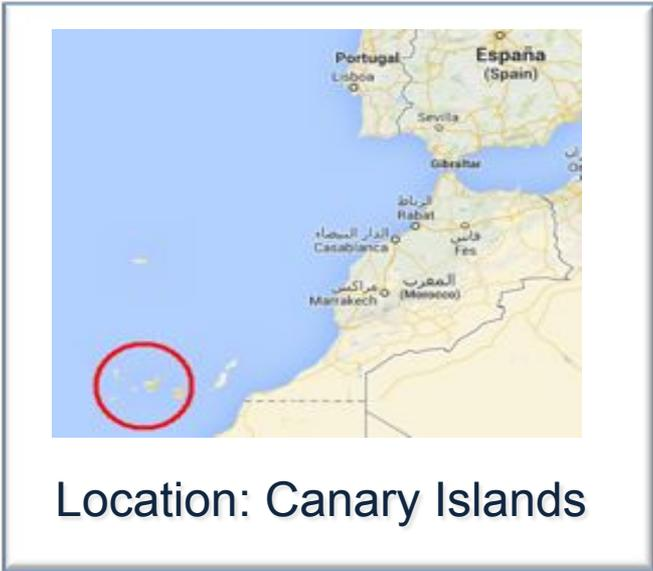 Portugal
Lisboa
España
(Spain)
Sevilla
Gibraltar
الرباط
Rabat
الدار البيضاء
Casablanca
فاس
Fes
مراكش
Marrakech
المغرب
(Morocco)
Location: Canary Islands